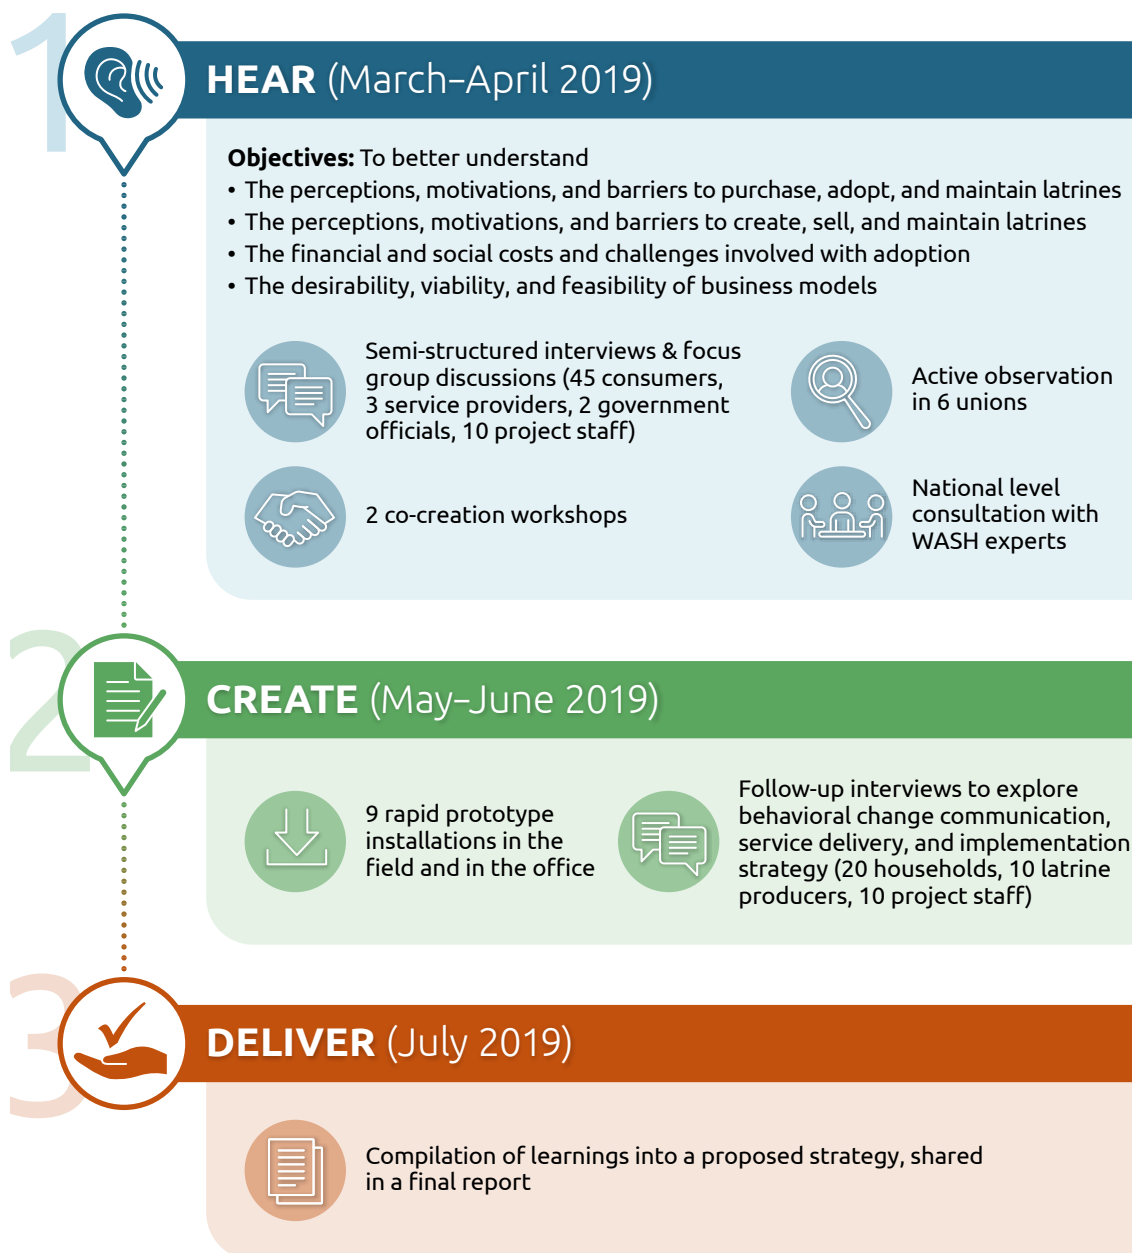 1
HEAR (March–April 2019)
Objectives: To better understand
• The perceptions, motivations, and barriers to purchase, adopt, and maintain latrines
• The perceptions, motivations, and barriers to create, sell, and maintain latrines
• The financial and social costs and challenges involved with adoption
• The desirability, viability, and feasibility of business models
Semi-structured interviews & focus
group discussions (45 consumers,
3 service providers, 2 government
officials, 10 project staff)
Active observation
in 6 unions
2 co-creation workshops
National level
consultation with
WASH experts
2
CREATE (May–June 2019)
9 rapid prototype
installations in the
field and in the office
Follow-up interviews to explore
behavioral change communication,
service delivery, and implementation
strategy (20 households, 10 latrine
producers, 10 project staff)
3
DELIVER (July 2019)
Compilation of learnings into a proposed strategy, shared
in a final report